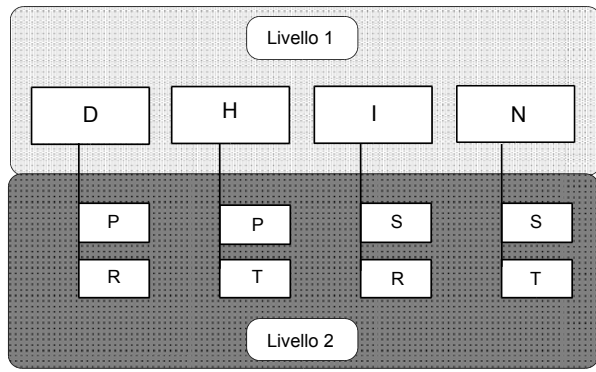 Livello 1
D H I N
P P S S
R T R T
Livello 2